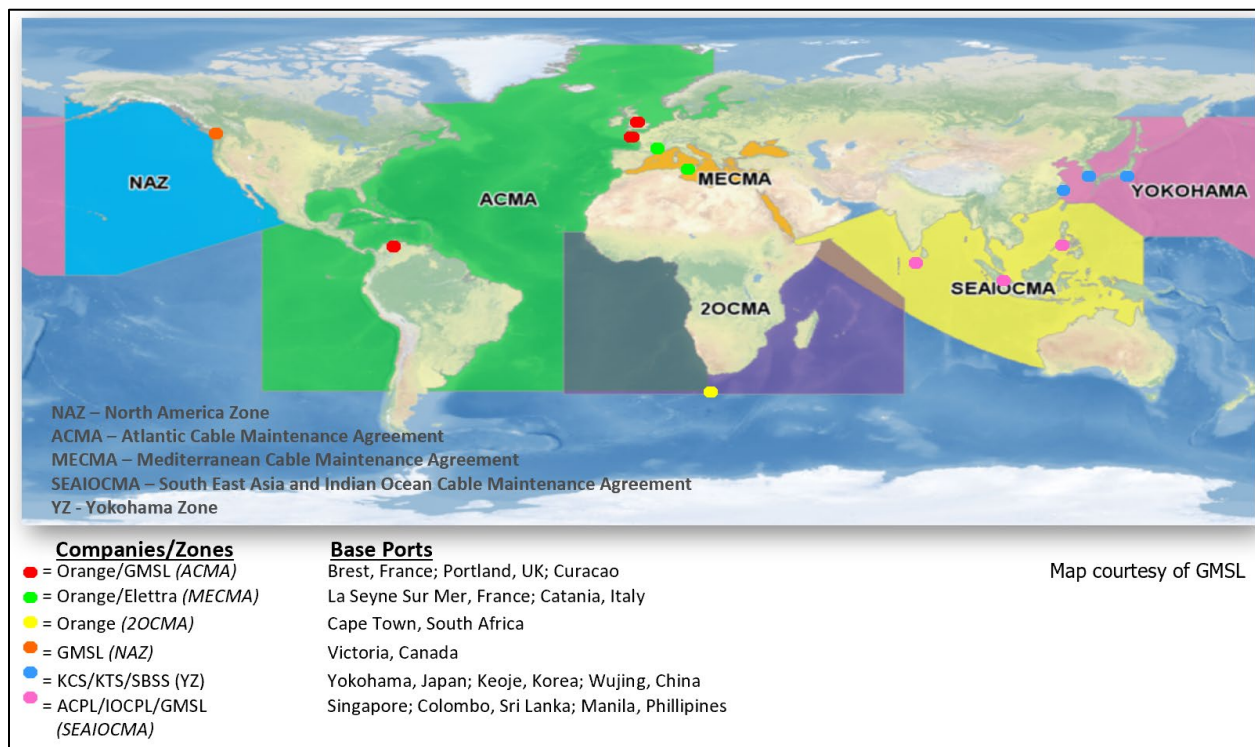 NAZ
ACMA
MECMA
YOKOHAMA
SEAIOCMA
2OCMA
NAZ – North America Zone
ACMA – Atlantic Cable Maintenance Agreement
MECMA – Mediterranean Cable Maintenance Agreement
SEAIOCMA – South East Asia and Indian Ocean Cable Maintenance Agreement
YZ - Yokohama Zone
Companies/Zones Base Ports
= Orange/GMSL (ACMA) Brest, France; Portland, UK; Curacao
Map courtesy of GMSL
= Orange/Elettra (MECMA) La Seyne Sur Mer, France; Catania, Italy
= Orange (2OCMA) Cape Town, South Africa
= GMSL (NAZ) Victoria, Canada
= KCS/KTS/SBSS (YZ) Yokohama, Japan; Keoje, Korea; Wujing, China
= ACPL/IOCPL/GMSL Singapore; Colombo, Sri Lanka; Manila, Phillipines
(SEAIOCMA)